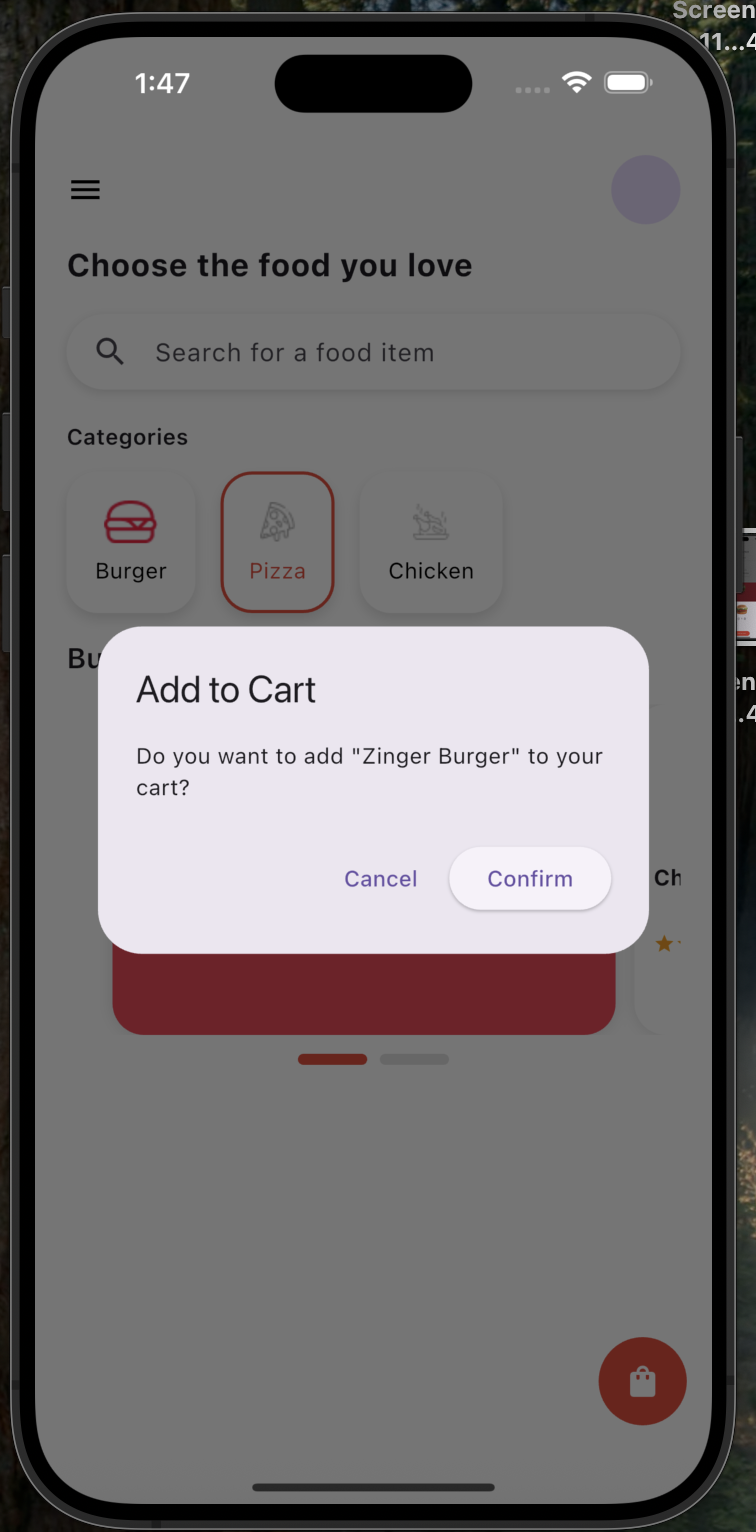 Screen
11...4
1:47
Choose the food you love
Search for a food item
Categories
Burger
Pizza
Chicken
Bu
Add to Cart
Do you want to add "Zinger Burger" to your
cart?
Cancel
Confirm
Ch
en
.4